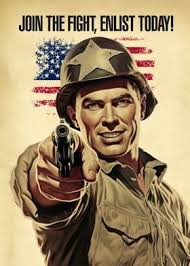 JOIN THE FIGHT, ENLIST TODAY!